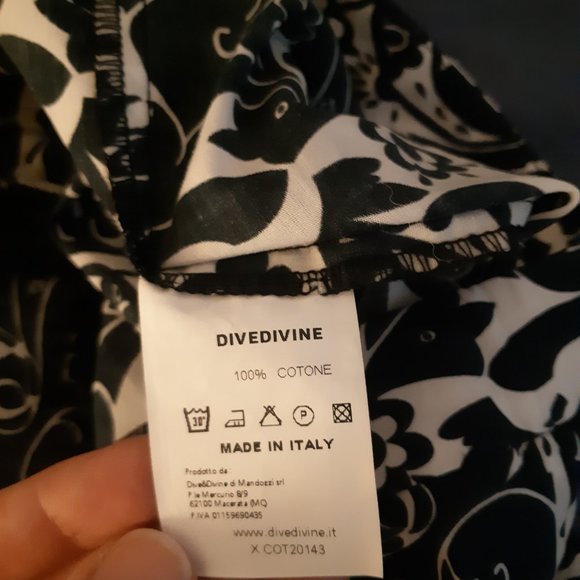 DIVEDIVINE
100% COTONE
30°
P
MADE IN ITALY
Prodotto da
Dive&Divine di Mandozzi srl
P.le Mercurio 8/9
62100 Macerata (MC)
P.IVA 01159690435
www.divedivine.it
X COT20143